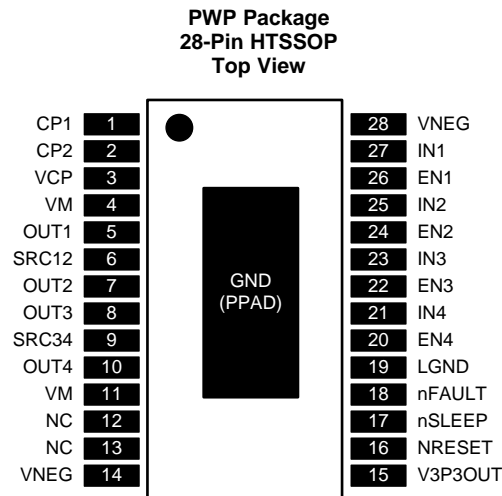 PWP Package
28-Pin HTSSOP
Top View
CP1 1 28 VNEG
CP2 2 27 IN1
VCP 3 26 EN1
VM 4 25 IN2
OUT1 5 24 EN2
SRC12 6 23 IN3
OUT2 7 22 EN3
OUT3 8 21 IN4
SRC34 9 20 EN4
OUT4 10 19 LGND
VM 11 18 nFAULT
NC 12 17 nSLEEP
NC 13 16 NRESET
VNEG 14 15 V3P3OUT
GND
(PPAD)